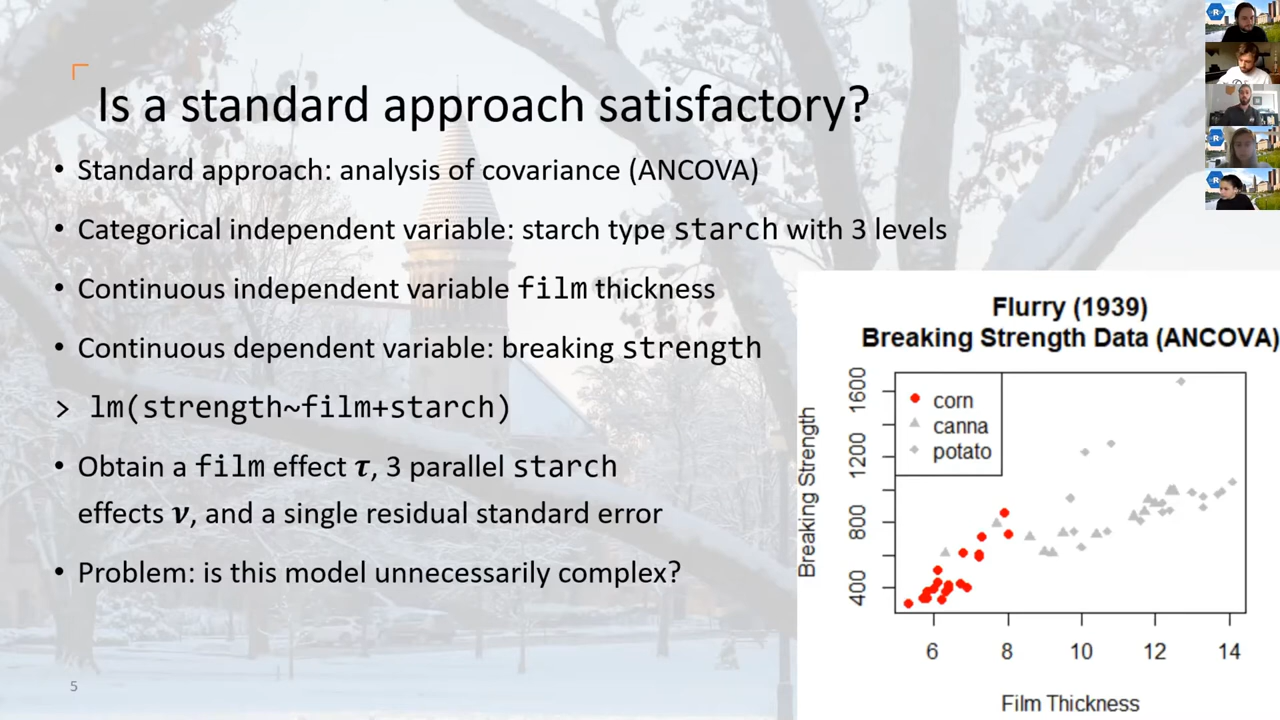 Is a standard approach satisfactory?
• Standard approach: analysis of covariance (ANCOVA)
• Categorical independent variable: starch type starch with 3 levels
• Continuous independent variable film thickness
• Continuous dependent variable: breaking strength
> lm(strength~film+starch)
• Obtain a film effect τ, 3 parallel starch
effects ν, and a single residual standard error
• Problem: is this model unnecessarily complex?
5
Flurry (1939)
Breaking Strength Data (ANCOVA)
corn
canna
potato
Breaking Strength
1600
1200
800
400
6 8 10 12 14
Film Thickness
R
R
R